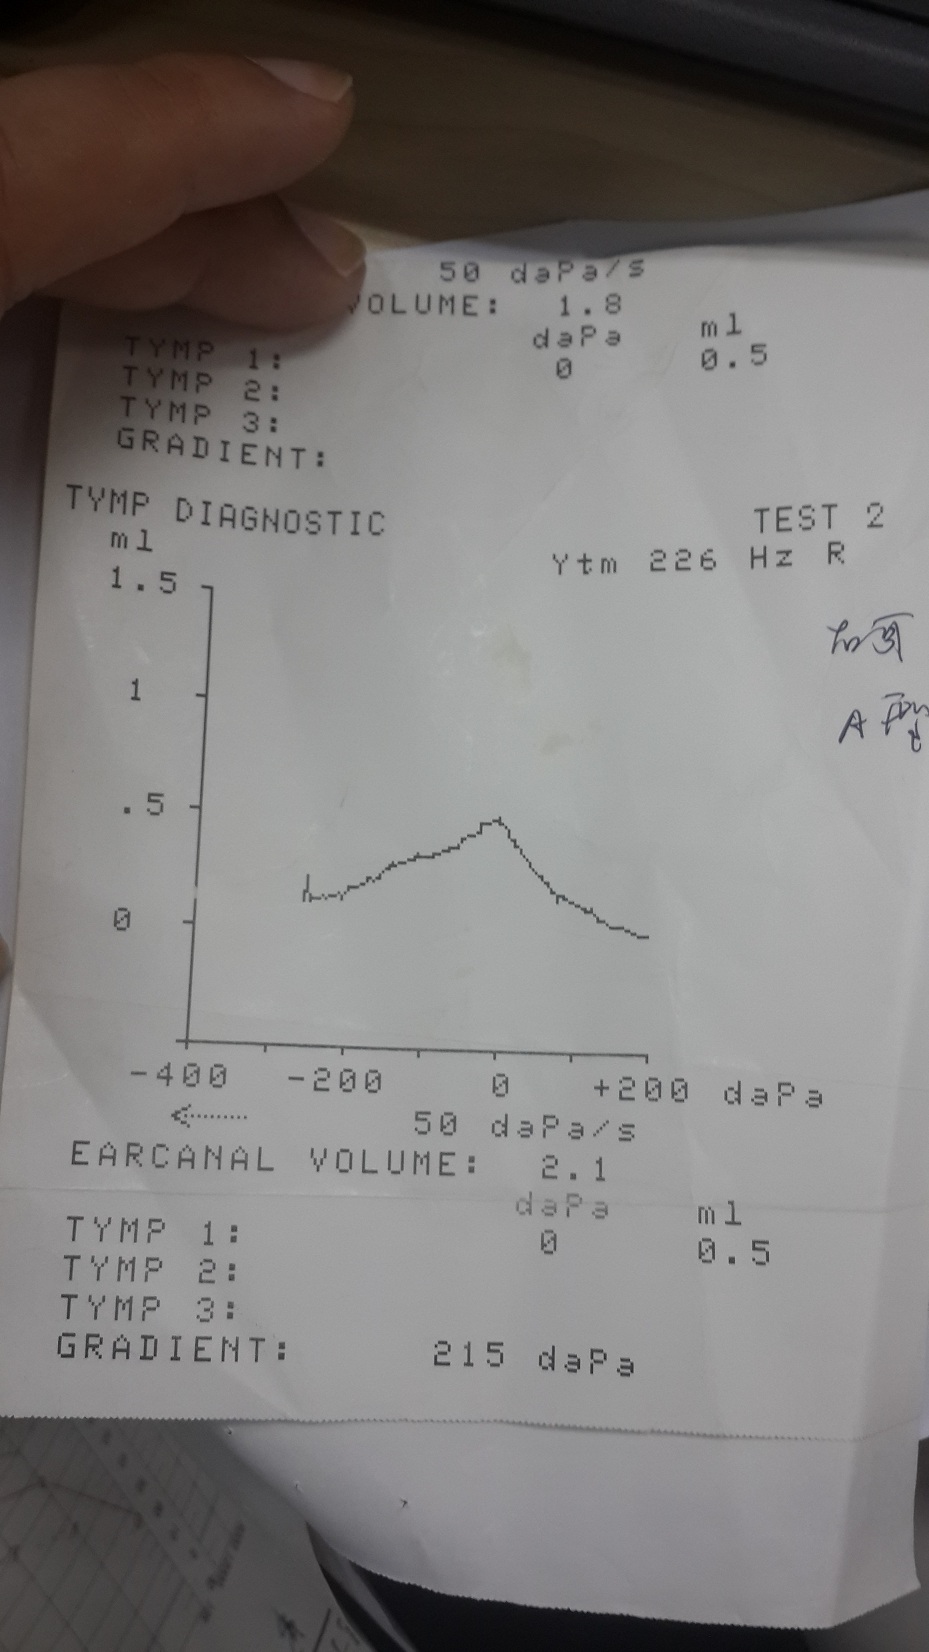 50 daPa/s
VOLUME: 1.8
daPa ml
TYMP 1: 0 0.5
TYMP 2:
TYMP 3:
GRADIENT:
TYMP DIAGNOSTIC TEST 2
ml Ytm 226 Hz R
1.5
1
.5
0
A型
-400 -200 0 +200 daPa
50 daPa/s
EARCANAL VOLUME: 2.1
daPa ml
TYMP 1: 0 0.5
TYMP 2:
TYMP 3:
GRADIENT: 215 daPa